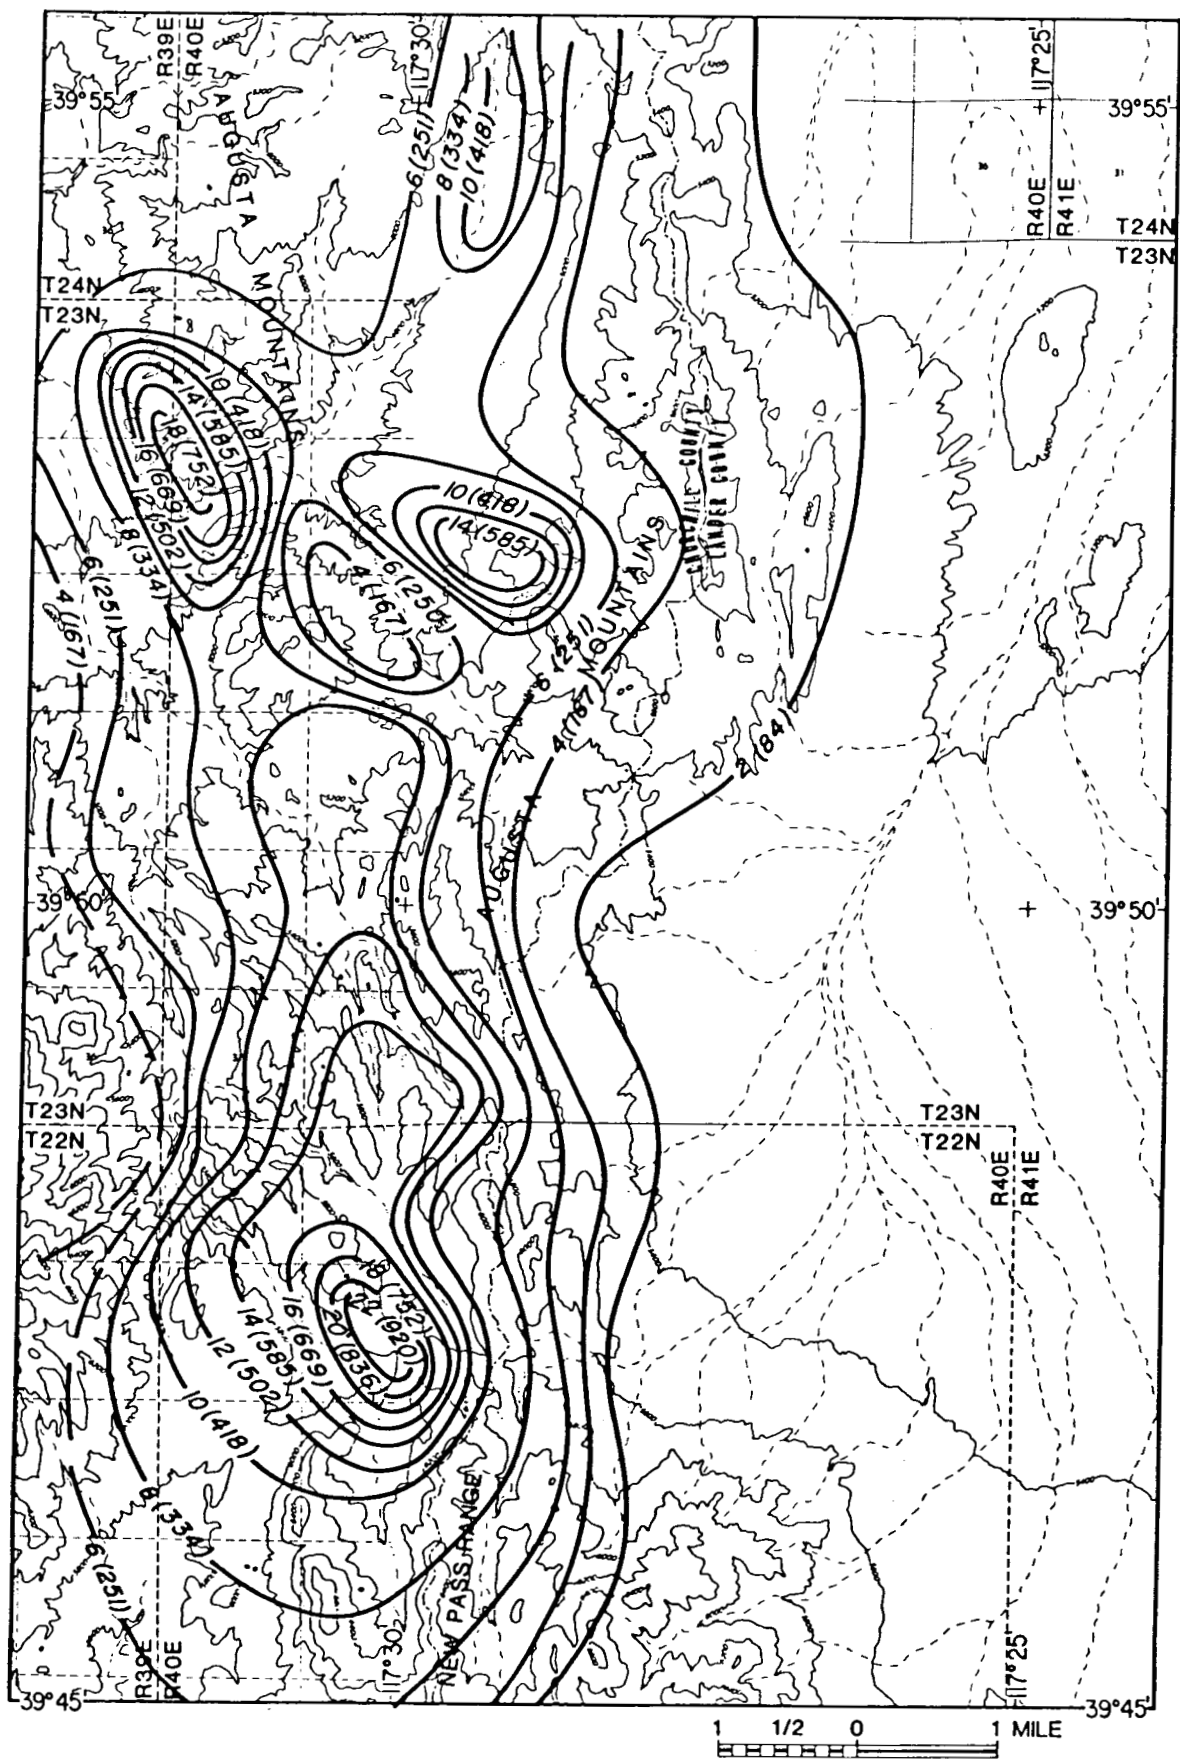 R39E
R40E
117°30'
117°25'
39°55'
39°55'
AUGUSTA
MOUNTAINS
6 (251)
8 (334)
10 (418)
R40E
R41E
T24N
T23N
T24N
T23N
10 (418)
14 (585)
18 (752)
16 (669)
12 (502)
8 (334)
10 (418)
14 (585)
CHURCHILL COUNTY
LANDER COUNTY
6 (250)
4 (167)
6 (251)
4 (167)
6 (251)
4 (167)
2 (84)
AUGUSTA
MOUNTAINS
39°50'
39°50'
T23N
T22N
T23N
T22N
R40E
R41E
18 (752)
22 (920)
20 (836)
16 (669)
14 (585)
12 (502)
10 (418)
8 (334)
6 (251)
NEW PASS RANGE
R39E
R40E
117°30'
117°25'
39°45'
39°45'
1 1/2 0 1 MILE